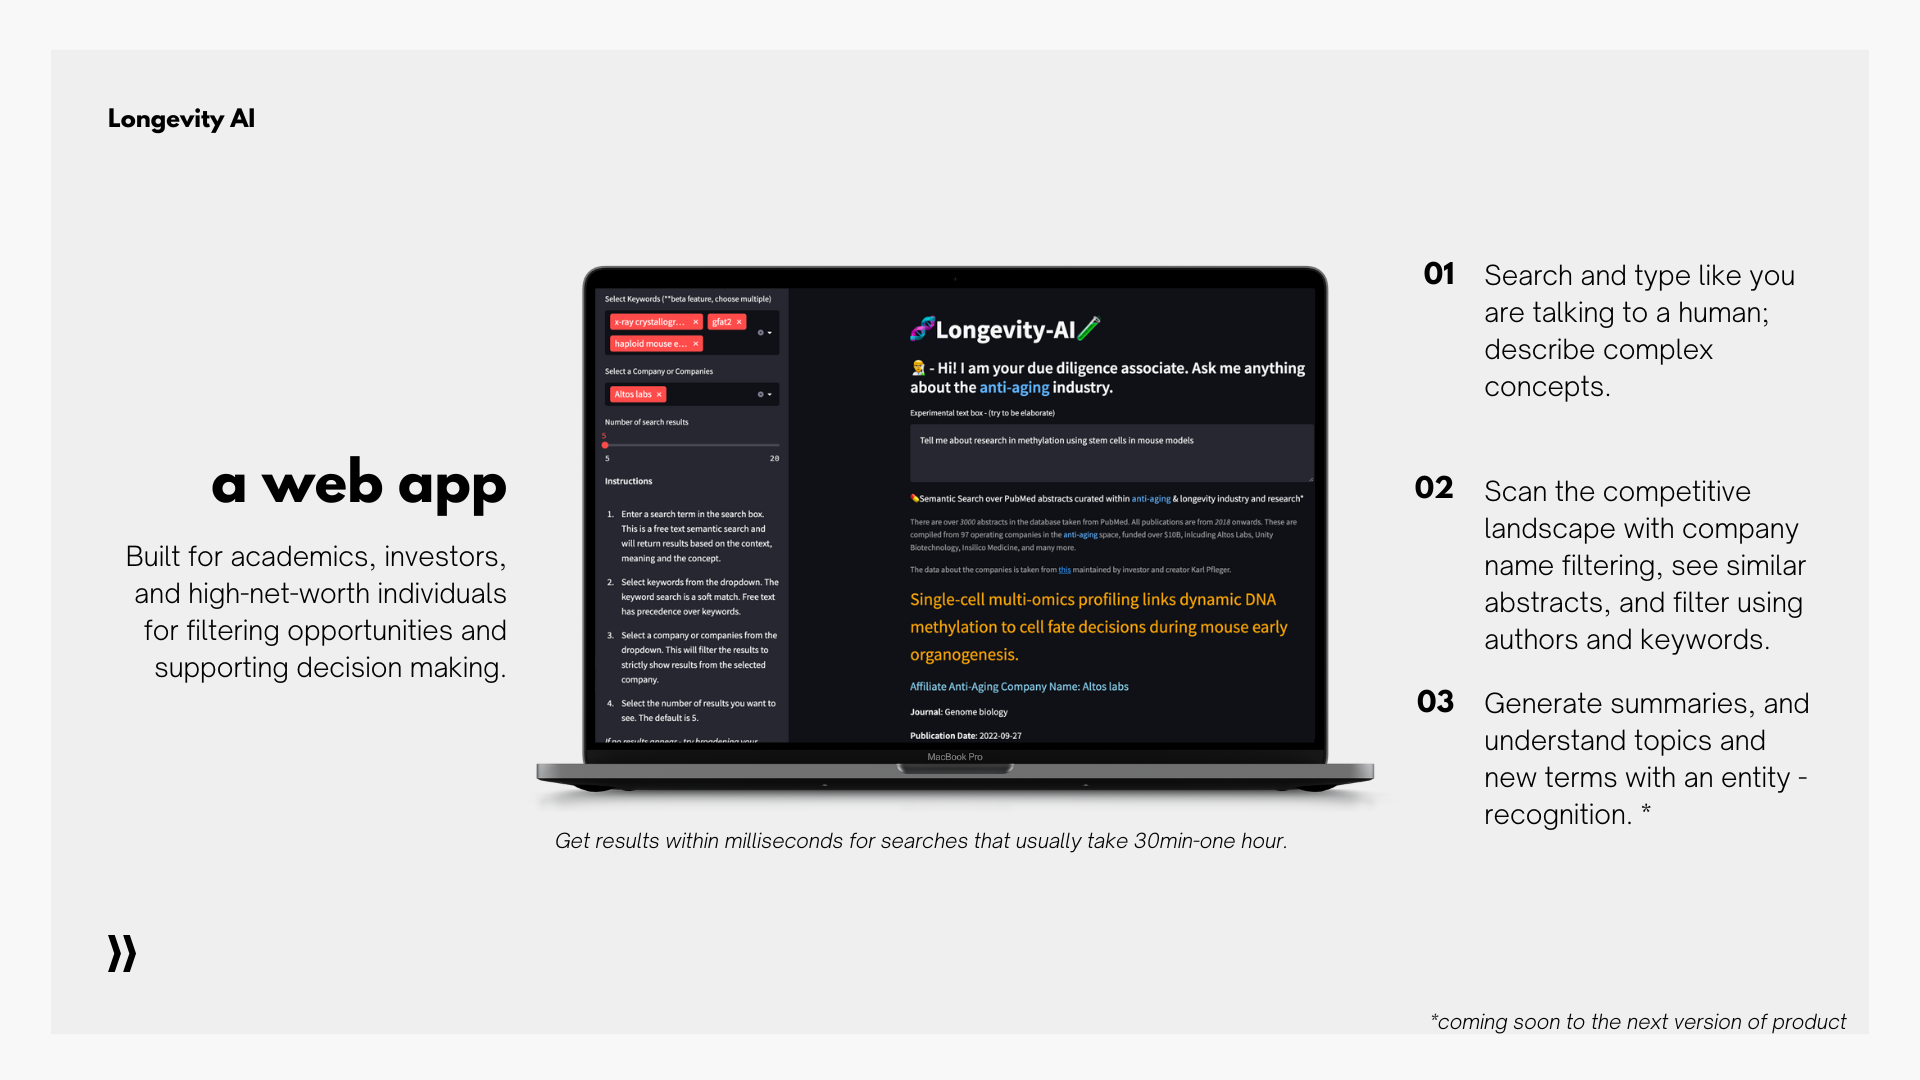 Longevity AI
a web app
Built for academics, investors,
and high-net-worth individuals
for filtering opportunities and
supporting decision making.
Select Keywords (**beta feature, choose multiple)
x-ray crystallogr... ×
gfat2 ×
haploid mouse e... ×
Select a Company or Companies
Altos labs ×
Number of search results
5
5
20
Instructions
1. Enter a search term in the search box.
This is a free text semantic search and
will return results based on the context,
meaning and the concept.
2. Select keywords from the dropdown. The
keyword search is a soft match. Free text
has precedence over keywords.
3. Select a company or companies from the
dropdown. This will filter the results to
strictly show results from the selected
company.
4. Select the number of results you want to
see. The default is 5.
If no results appear - try broadening your
🧬Longevity-AI🧪
👨‍🔬 - Hi! I am your due diligence associate. Ask me anything
about the anti-aging industry.
Experimental text box - (try to be elaborate)
Tell me about research in methylation using stem cells in mouse models
💊Semantic Search over PubMed abstracts curated within anti-aging & longevity industry and research*
There are over 3000 abstracts in the database taken from PubMed. All publications are from 2018 onwards. These are
compiled from 97 operating companies in the anti-aging space, funded over $10B, inlcuding Altos Labs, Unity
Biotechnology, Insilico Medicine, and many more.
The data about the companies is taken from this maintained by investor and creator Karl Pfleger.
Single-cell multi-omics profiling links dynamic DNA
methylation to cell fate decisions during mouse early
organogenesis.
Affiliate Anti-Aging Company Name: Altos labs
Journal: Genome biology
Publication Date: 2022-09-27
MacBook Pro
Get results within milliseconds for searches that usually take 30min-one hour.
01 Search and type like you
are talking to a human;
describe complex
concepts.
02 Scan the competitive
landscape with company
name filtering, see similar
abstracts, and filter using
authors and keywords.
03 Generate summaries, and
understand topics and
new terms with an entity -
recognition. *
*coming soon to the next version of product